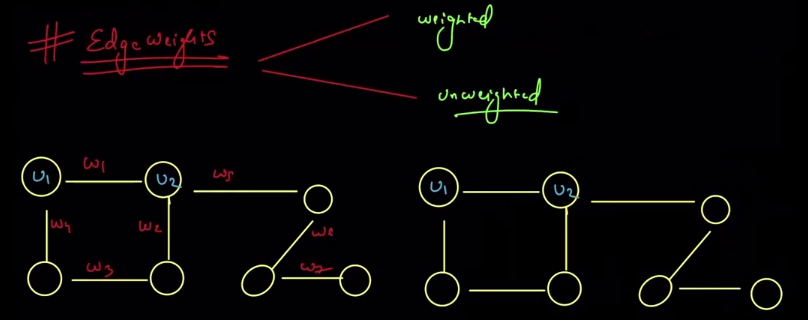 # Edge weights
weighted
unweighted
U1 W1 U2 W5
W4 W2
W3
W6
W7
U1 U2